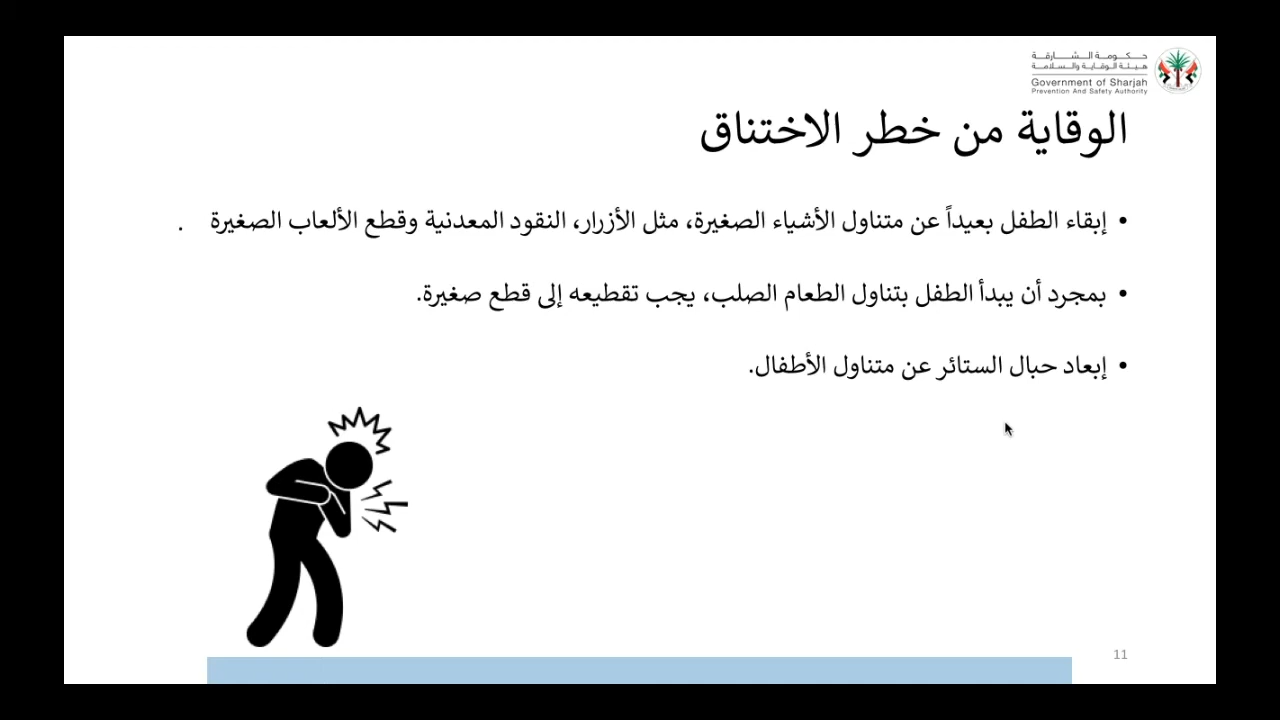 حكومة الشارقة
هيئة الوقاية والسلامة
Government of Sharjah
Prevention And Safety Authority
الوقاية من خطر الاختناق
• إبقاء الطفل بعيداً عن متناول الأشياء الصغيرة، مثل الأزرار، النقود المعدنية وقطع الألعاب الصغيرة .
• بمجرد أن يبدأ الطفل بتناول الطعام الصلب، يجب تقطيعه إلى قطع صغيرة.
• إبعاد حبال الستائر عن متناول الأطفال.
11